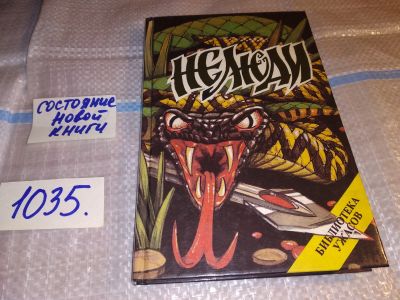 состояние
новой
книги
1035.
НЕЛЮДИ
БИБЛИОТЕКА
УЖАСОВ